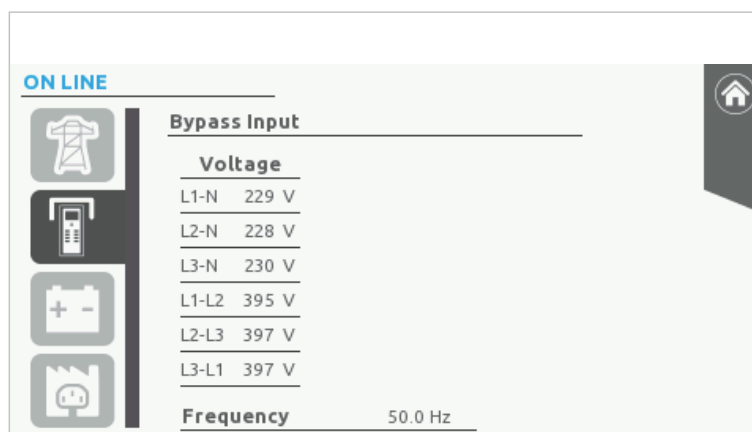 ON LINE
Bypass Input
Voltage
L1-N 229 V
L2-N 228 V
L3-N 230 V
L1-L2 395 V
L2-L3 397 V
L3-L1 397 V
Frequency 50.0 Hz